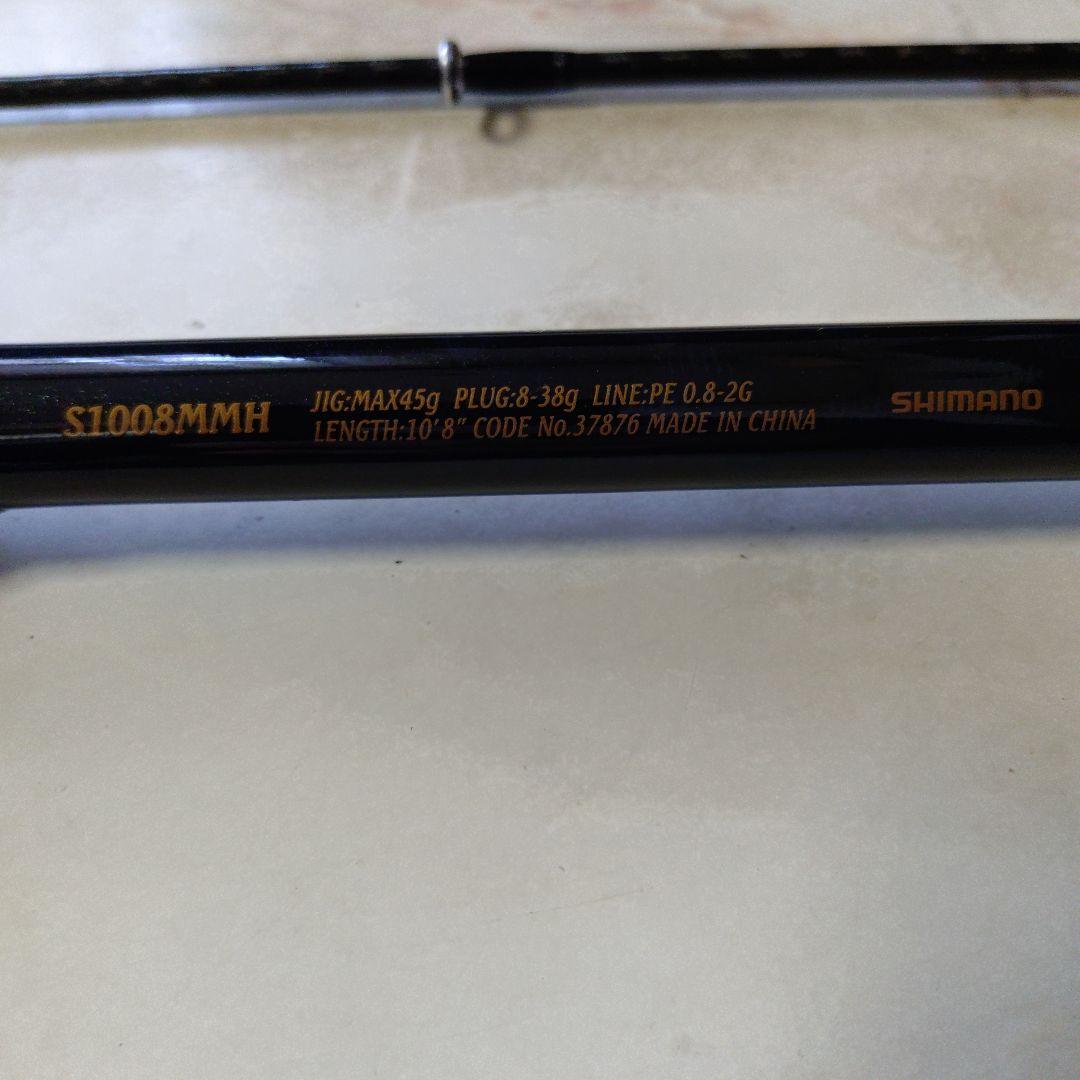 S1008MMH
JIG:MAX45g PLUG:8-38g LINE:PE 0.8-2G
LENGTH:10'8" CODE No.37876 MADE IN CHINA
SHIMANO